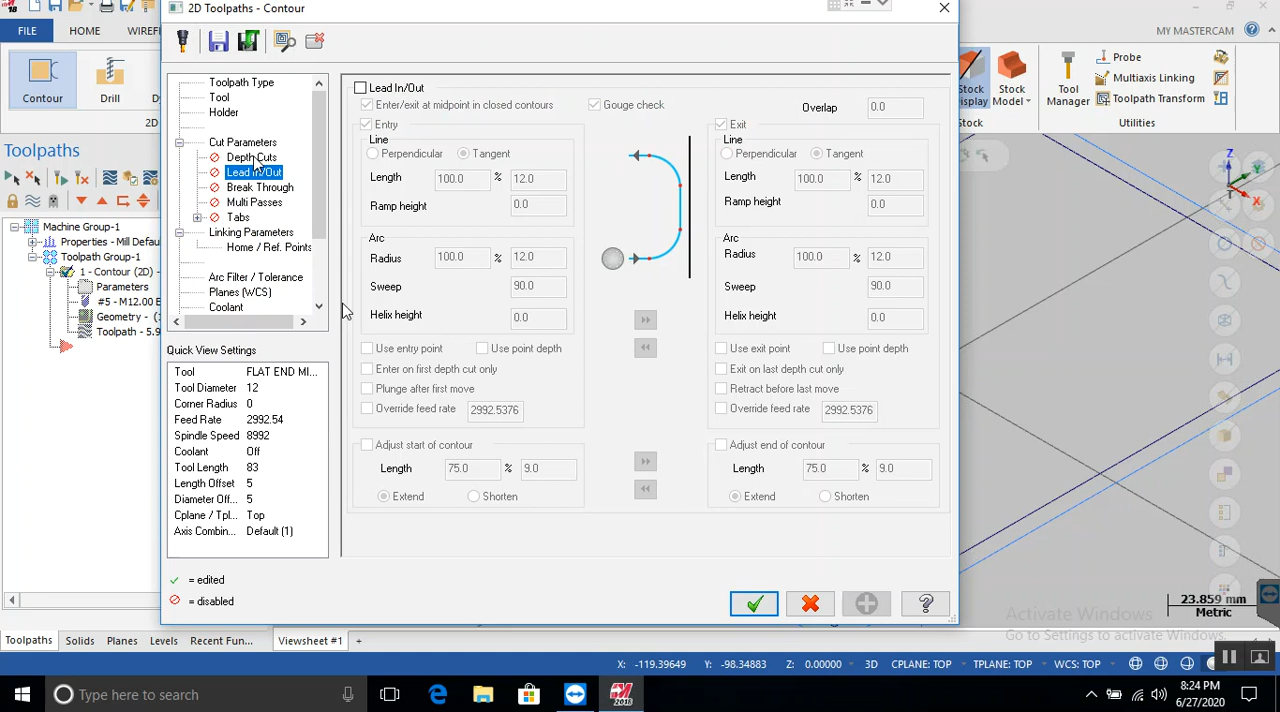 2D Toolpaths - Contour
FILE
HOME
WIREF
MY MASTERCAM
Contour
Drill
2D
Stock Display
Stock Model
Stock
Tool Manager
Probe
Multiaxis Linking
Toolpath Transform
Utilities
Toolpaths
Machine Group-1
Properties - Mill Defau
Toolpath Group-1
1 - Contour (2D) -
Parameters
#5 - M12.00 E
Geometry -
Toolpath - 5.9
Toolpath Type
Tool
Holder
Cut Parameters
Depth Cuts
Lead In/Out
Break Through
Multi Passes
Tabs
Linking Parameters
Home / Ref. Points
Arc Filter / Tolerance
Planes (WCS)
Coolant
Quick View Settings
Tool FLAT END MI...
Tool Diameter 12
Corner Radius 0
Feed Rate 2992.54
Spindle Speed 8992
Coolant Off
Tool Length 83
Length Offset 5
Diameter Off... 5
Cplane / Tpl... Top
Axis Combin... Default (1)
= edited
= disabled
Lead In/Out
Enter/exit at midpoint in closed contours
Gouge check
Overlap 0.0
Entry
Line
Perpendicular Tangent
Length 100.0 % 12.0
Ramp height 0.0
Arc
Radius 100.0 % 12.0
Sweep 90.0
Helix height 0.0
Use entry point Use point depth
Enter on first depth cut only
Plunge after first move
Override feed rate 2992.5376
Adjust start of contour
Length 75.0 % 9.0
Extend Shorten
Exit
Line
Perpendicular Tangent
Length 100.0 % 12.0
Ramp height 0.0
Arc
Radius 100.0 % 12.0
Sweep 90.0
Helix height 0.0
Use exit point Use point depth
Exit on last depth cut only
Retract before last move
Override feed rate 2992.5376
Adjust end of contour
Length 75.0 % 9.0
Extend Shorten
Z
Y
X
23.859 mm
Metric
Activate Windows
Go to Settings to activate Windows.
Toolpaths Solids Planes Levels Recent Fun... Viewsheet #1 +
X: -119.39649 Y: -98.34883 Z: 0.00000 3D CPLANE: TOP TPLANE: TOP WCS: TOP
Type here to search
2018
8:24 PM
6/27/2020